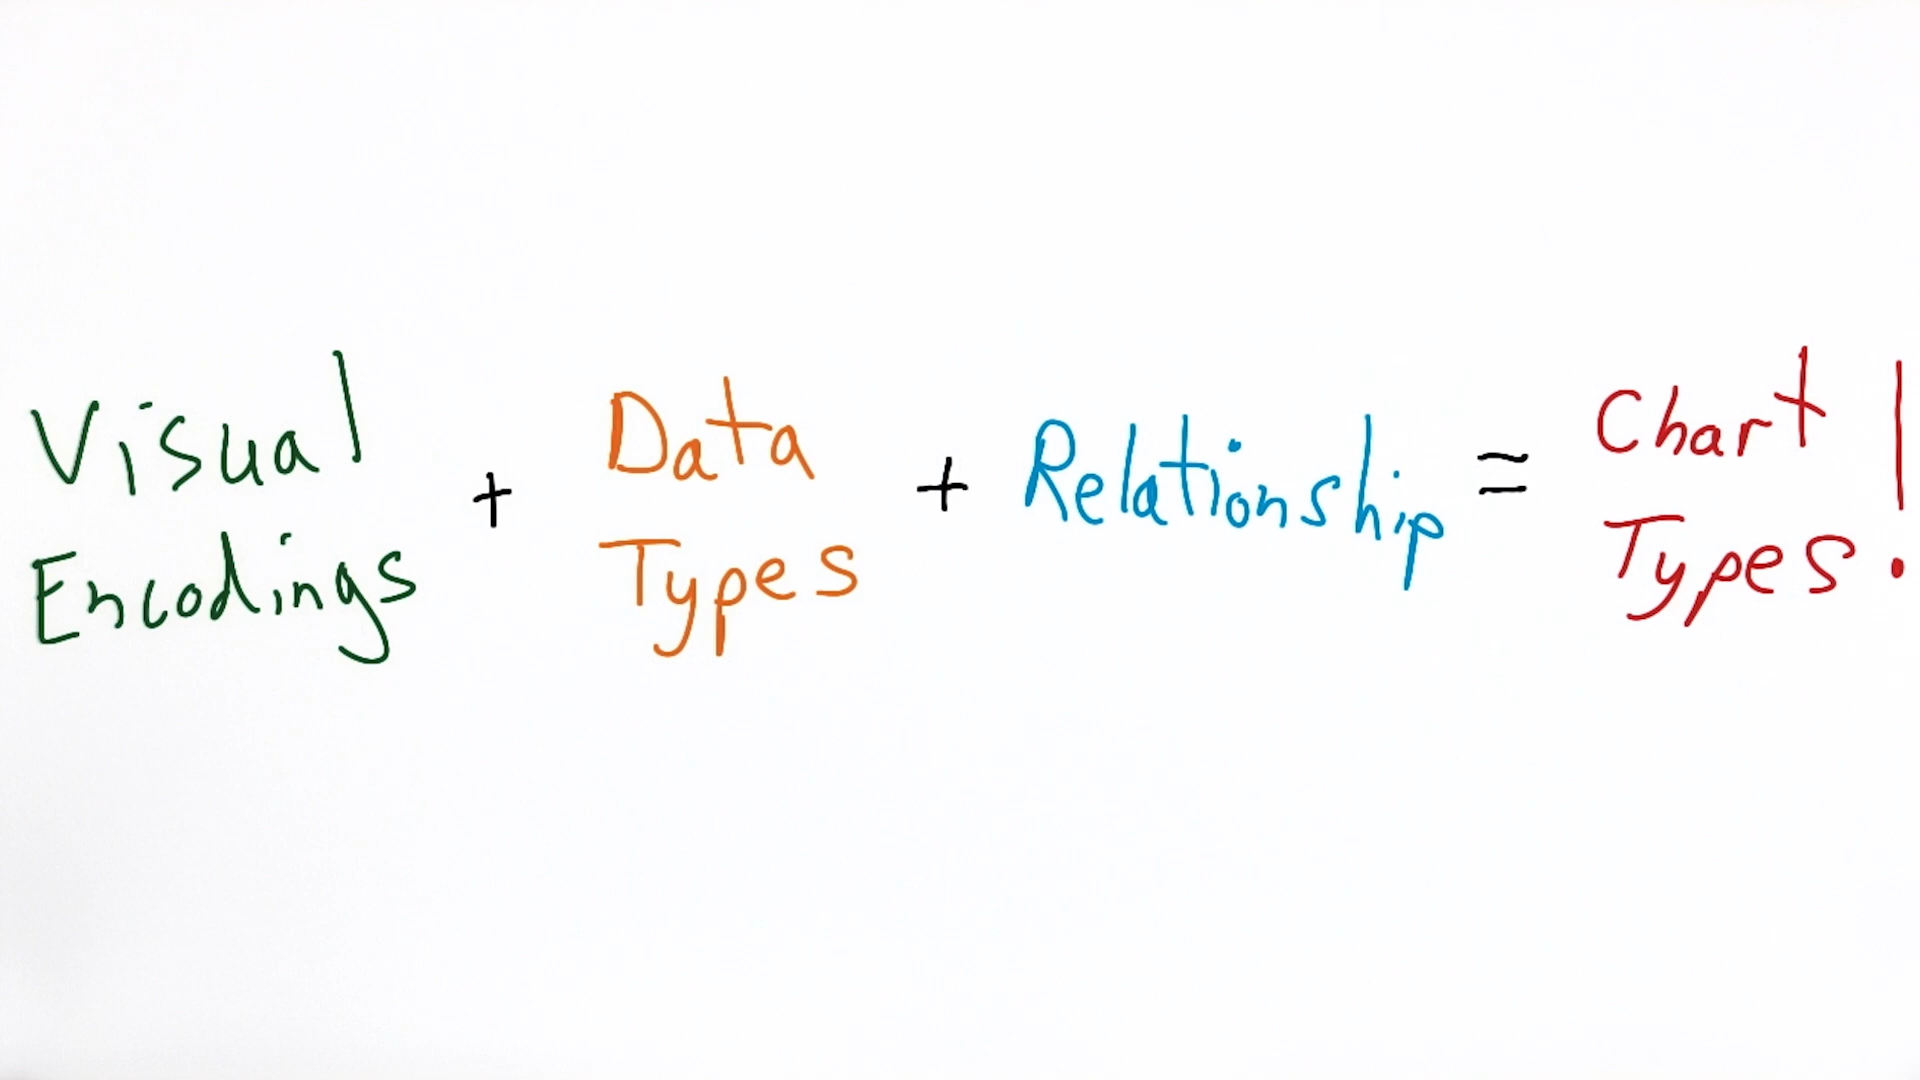 Visual Encodings + Data Types + Relationship = Chart Types!